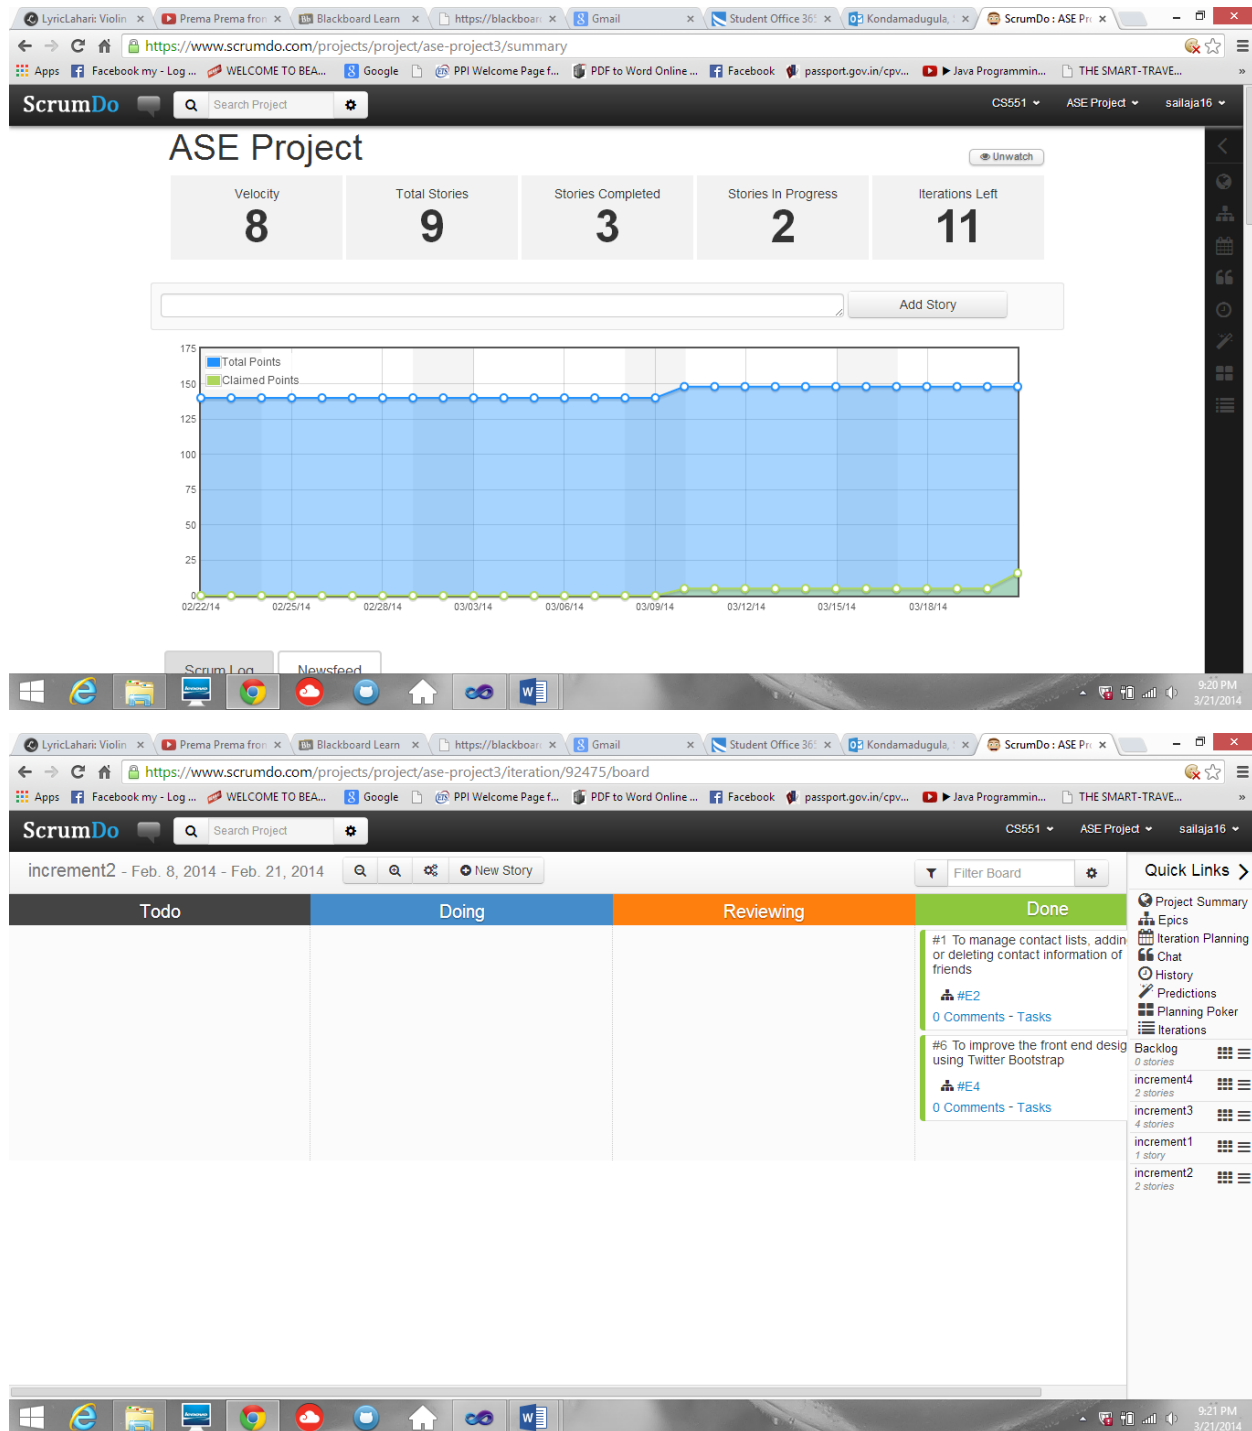 LyricLahari: Violin
Prema Prema fron
Blackboard Learn
https://blackboar
Gmail
Student Office 365
Kondamadugula,
ScrumDo : ASE Pro
https://www.scrumdo.com/projects/project/ase-project3/summary
Apps
Facebook my - Log ...
WELCOME TO BEA...
Google
PPI Welcome Page f...
PDF to Word Online ...
Facebook
passport.gov.in/cpv...
Java Programmin...
THE SMART-TRAVE...
»
ScrumDo
Search Project
CS551
ASE Project
sailaja16
ASE Project
Unwatch
Velocity
8
Total Stories
9
Stories Completed
3
Stories In Progress
2
Iterations Left
11
Add Story
Total Points
Claimed Points
175
150
125
100
75
50
25
0
02/22/14 02/25/14 02/28/14 03/03/14 03/06/14 03/09/14 03/12/14 03/15/14 03/18/14
Scrum Log
Newsfeed
9:20 PM
3/21/2014
LyricLahari: Violin
Prema Prema fron
Blackboard Learn
https://blackboar
Gmail
Student Office 365
Kondamadugula,
ScrumDo : ASE Pro
https://www.scrumdo.com/projects/project/ase-project3/iteration/92475/board
Apps
Facebook my - Log ...
WELCOME TO BEA...
Google
PPI Welcome Page f...
PDF to Word Online ...
Facebook
passport.gov.in/cpv...
Java Programmin...
THE SMART-TRAVE...
»
ScrumDo
Search Project
CS551
ASE Project
sailaja16
increment2 - Feb. 8, 2014 - Feb. 21, 2014
New Story
Filter Board
Todo
Doing
Reviewing
Done
#1 To manage contact lists, addin
or deleting contact information of
friends
#E2
0 Comments - Tasks
#6 To improve the front end desig
using Twitter Bootstrap
#E4
0 Comments - Tasks
Quick Links
Project Summary
Epics
Iteration Planning
Chat
History
Predictions
Planning Poker
Iterations
Backlog
0 stories
increment4
2 stories
increment3
4 stories
increment1
1 story
increment2
2 stories
9:21 PM
3/21/2014